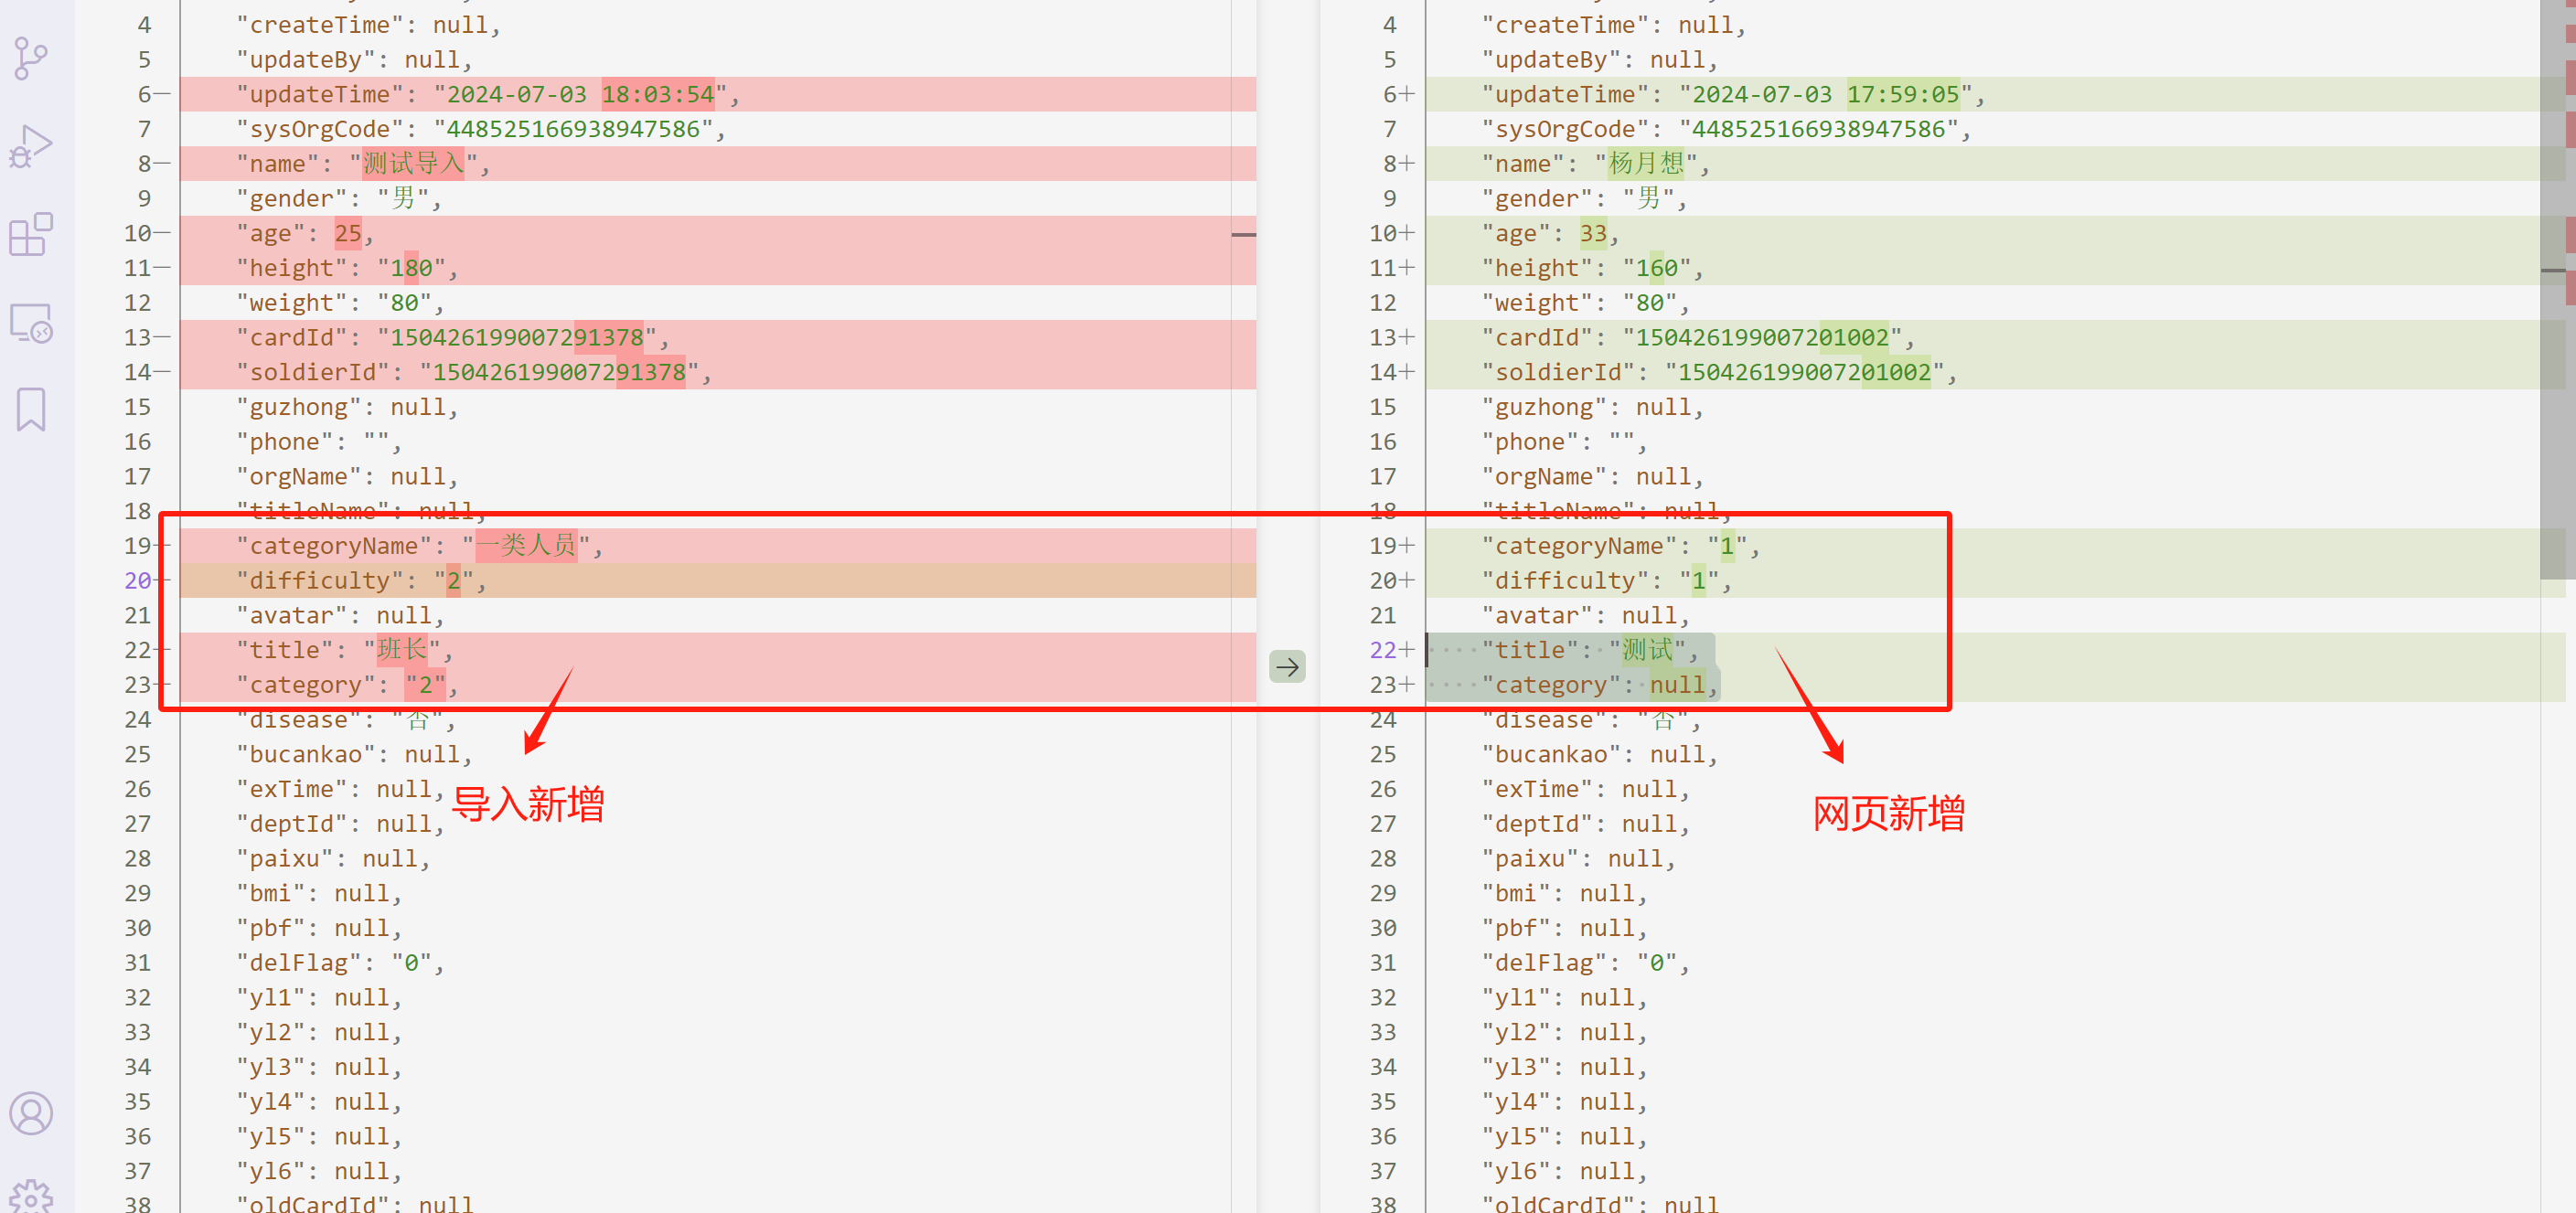 4 "createTime": null,
5 "updateBy": null,
6— "updateTime": "2024-07-03 18:03:54",
7 "sysOrgCode": "448525166938947586",
8— "name": "测试导入",
9 "gender": "男",
10— "age": 25,
11— "height": "180",
12 "weight": "80",
13— "cardId": "150426199007291378",
14— "soldierId": "150426199007291378",
15 "guzhong": null,
16 "phone": "",
17 "orgName": null,
18 "titleName": null,
19— "categoryName": "一类人员",
20— "difficulty": "2",
21 "avatar": null,
22— "title": "班长",
23— "category": "2",
24 "disease": "否",
25 "bucankao": null,
26 "exTime": null,
27 "deptId": null,
28 "paixu": null,
29 "bmi": null,
30 "pbf": null,
31 "delFlag": "0",
32 "yl1": null,
33 "yl2": null,
34 "yl3": null,
35 "yl4": null,
36 "yl5": null,
37 "yl6": null,
38 "oldCardId": null
导入新增
4 "createTime": null,
5 "updateBy": null,
6+ "updateTime": "2024-07-03 17:59:05",
7 "sysOrgCode": "448525166938947586",
8+ "name": "杨月想",
9 "gender": "男",
10+ "age": 33,
11+ "height": "160",
12 "weight": "80",
13+ "cardId": "150426199007201002",
14+ "soldierId": "150426199007201002",
15 "guzhong": null,
16 "phone": "",
17 "orgName": null,
18 "titleName": null,
19+ "categoryName": "1",
20+ "difficulty": "1",
21 "avatar": null,
22+ "title": "测试",
23+ "category": null,
24 "disease": "否",
25 "bucankao": null,
26 "exTime": null,
27 "deptId": null,
28 "paixu": null,
29 "bmi": null,
30 "pbf": null,
31 "delFlag": "0",
32 "yl1": null,
33 "yl2": null,
34 "yl3": null,
35 "yl4": null,
36 "yl5": null,
37 "yl6": null,
38 "oldCardId": null
网页新增